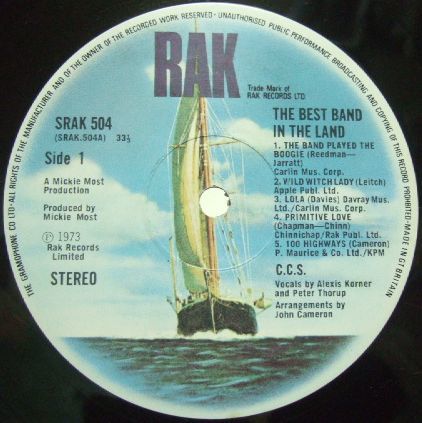 THE GRAMOPHONE CO LTD·ALL RIGHTS OF THE MANUFACTURER AND OF THE OWNER OF THE RECORDED WORK RESERVED·UNAUTHORISED PUBLIC PERFORMANCE BROADCASTING AND COPYING OF THIS RECORD PROHIBITED·MADE IN GT BRITAIN
RAK
Trade Mark of
RAK RECORDS LTD.
SRAK 504
(SRAK.504A) 33⅓
Side 1
A Mickie Most
Production
Produced by
Mickie Most
Ⓟ 1973
Rak Records
Limited
STEREO
THE BEST BAND
IN THE LAND
1. THE BAND PLAYED THE
BOOGIE (Reedman—
Jarratt)
Carlin Mus. Corp.
2. WILD WITCH LADY (Leitch)
Apple Publ. Ltd.
3. LOLA (Davies) Davray Mus.
Ltd./Carlin Mus. Corp.
4. PRIMITIVE LOVE
(Chapman—Chinn)
Chinnichap/Rak Publ. Ltd.
5. 100 HIGHWAYS (Cameron)
P. Maurice & Co. Ltd./KPM
C.C.S.
Vocals by Alexis Korner
and Peter Thorup
Arrangements by
John Cameron